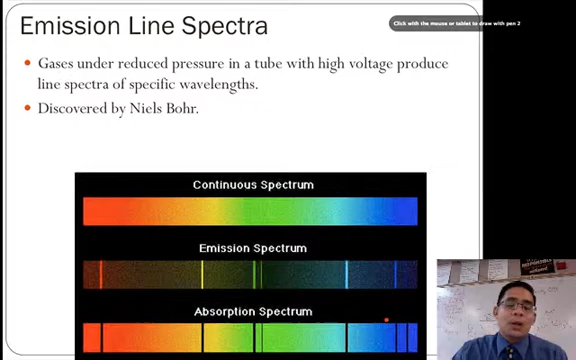 Emission Line Spectra
Click with the mouse or tablet to draw with pen 2
• Gases under reduced pressure in a tube with high voltage produce
line spectra of specific wavelengths.
• Discovered by Niels Bohr.
Continuous Spectrum
Emission Spectrum
Absorption Spectrum